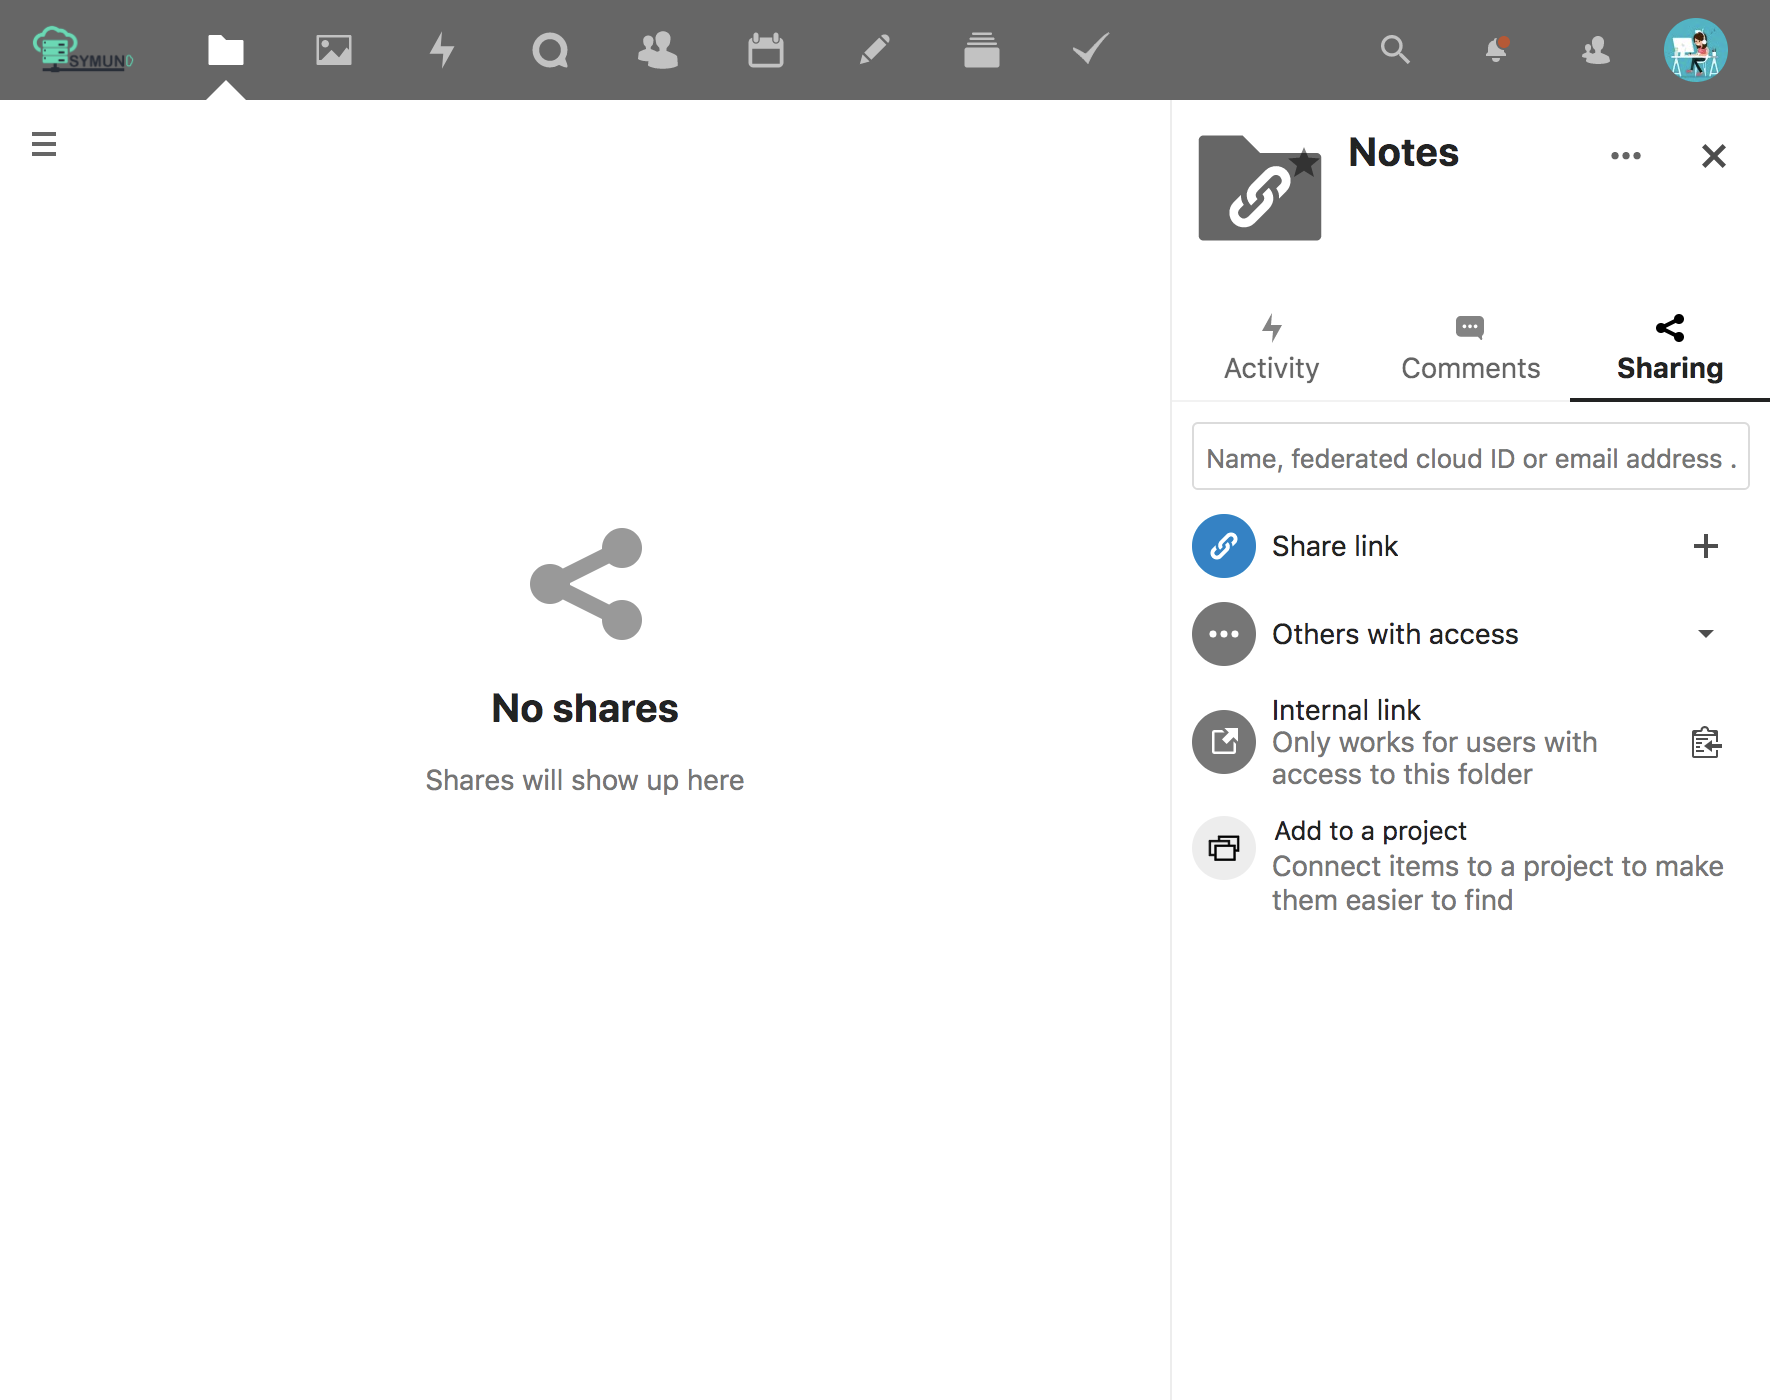 SYMUND
Notes
Activity
Comments
Sharing
Name, federated cloud ID or email address .
Share link
Others with access
Internal link
Only works for users with
access to this folder
Add to a project
Connect items to a project to make
them easier to find
No shares
Shares will show up here